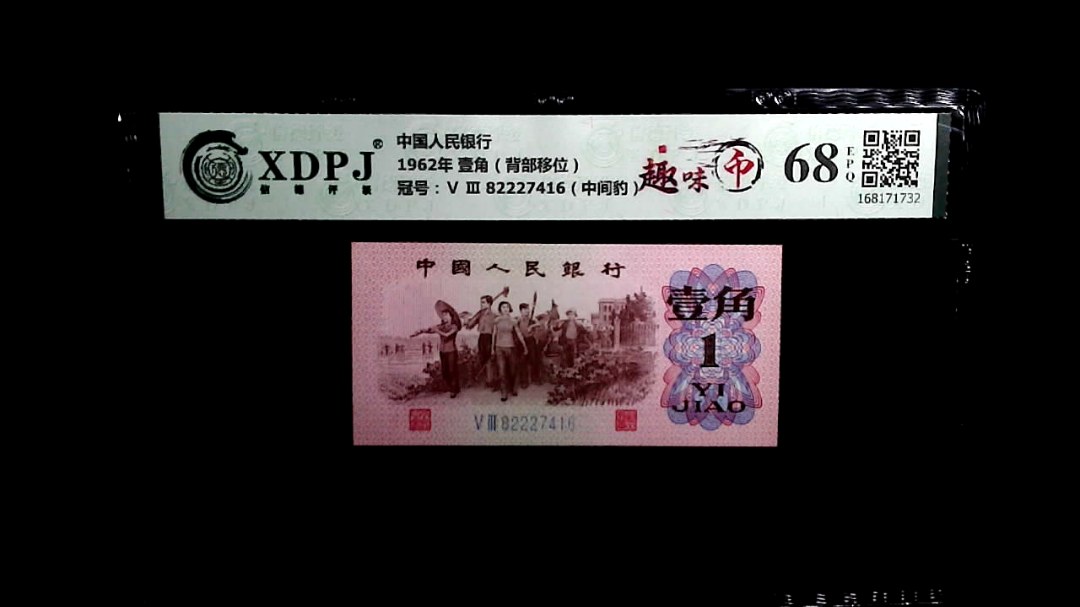 XDPJ®
中国人民银行
1962年 壹角（背部移位）
冠号：V Ⅲ 82227416（中间豹）
趣味币
68
EPQ
168171732
中國人民銀行
壹角
1
YI
JIAO
V Ⅲ 82227416